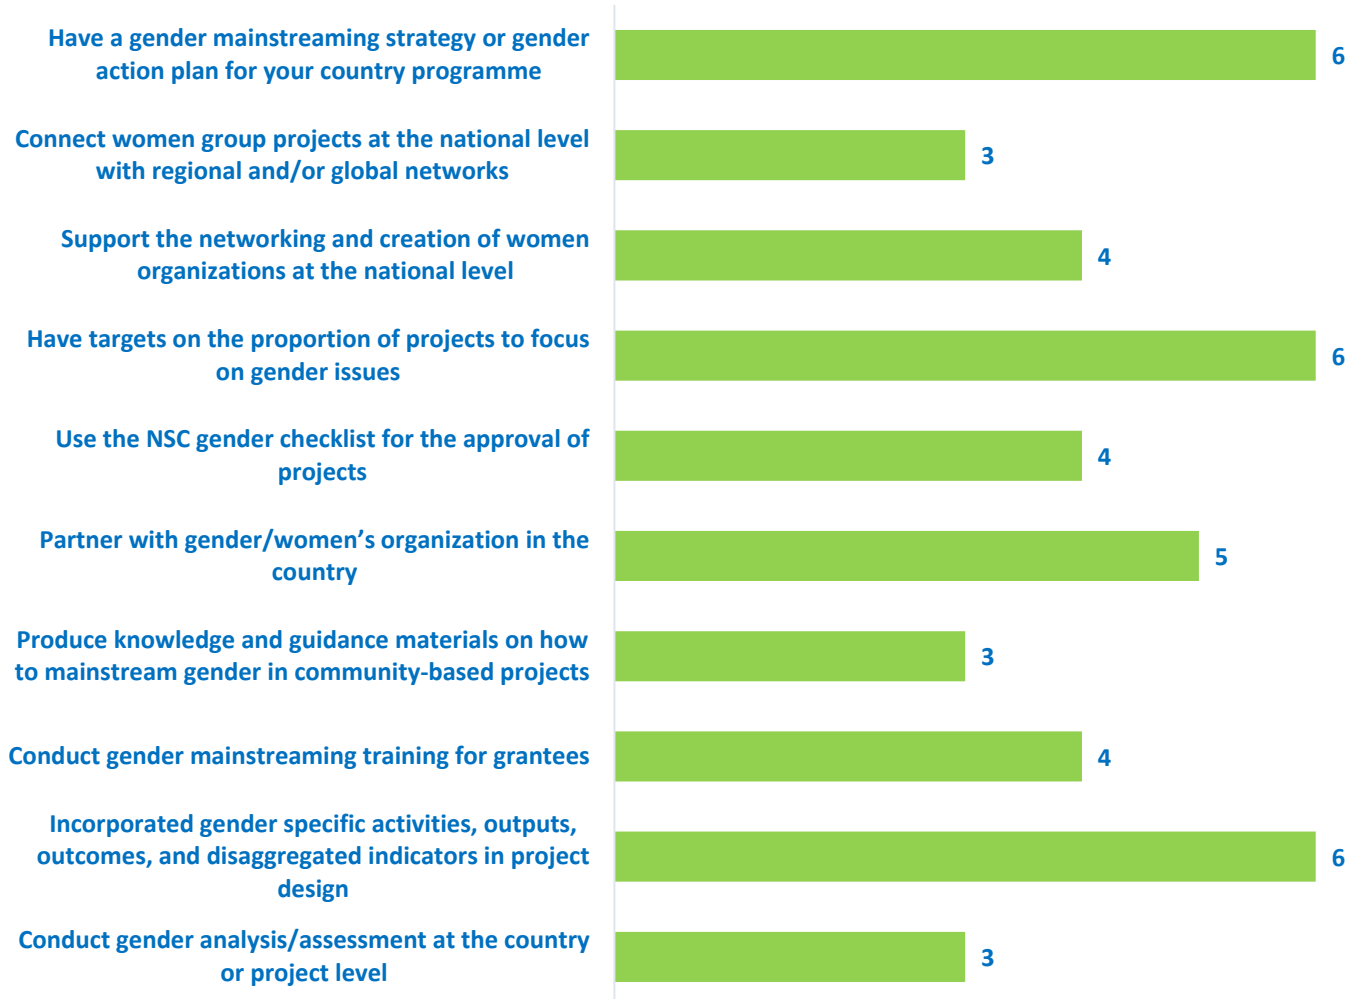 Have a gender mainstreaming strategy or gender
action plan for your country programme
6
Connect women group projects at the national level
with regional and/or global networks
3
Support the networking and creation of women
organizations at the national level
4
Have targets on the proportion of projects to focus
on gender issues
6
Use the NSC gender checklist for the approval of
projects
4
Partner with gender/women’s organization in the
country
5
Produce knowledge and guidance materials on how
to mainstream gender in community-based projects
3
Conduct gender mainstreaming training for grantees
4
Incorporated gender specific activities, outputs,
outcomes, and disaggregated indicators in project
design
6
Conduct gender analysis/assessment at the country
or project level
3